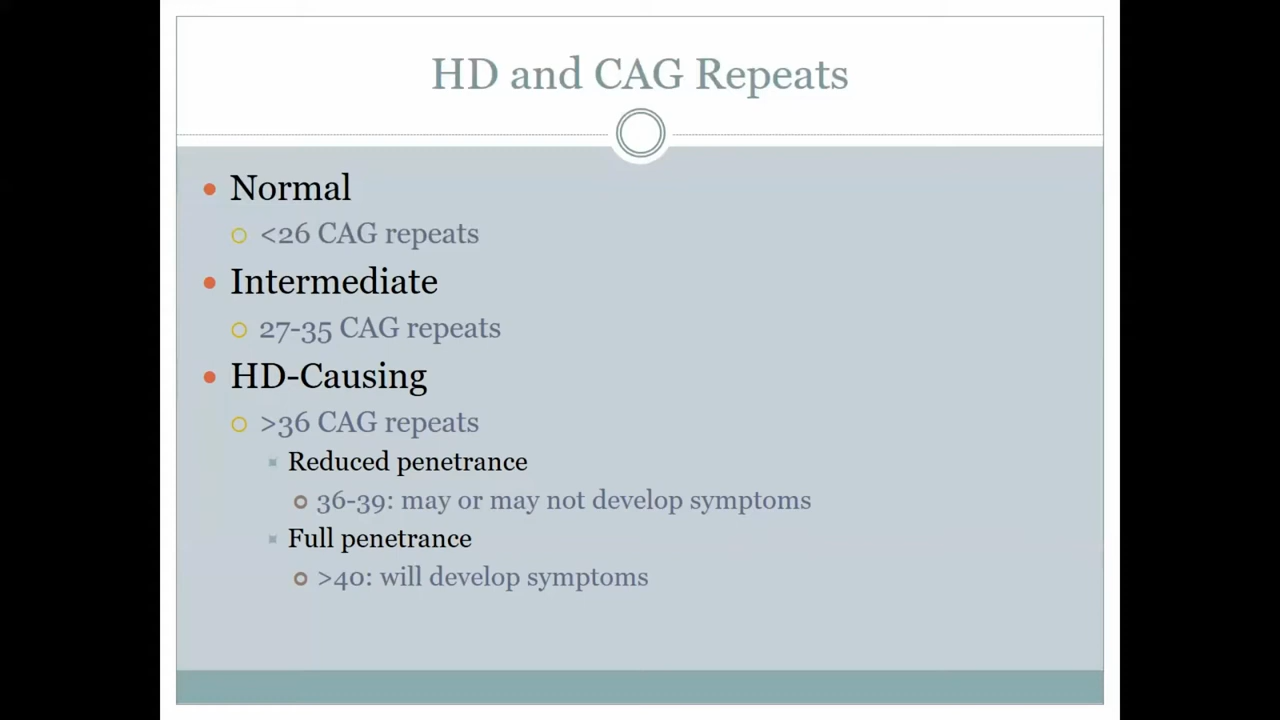 HD and CAG Repeats
Normal
<26 CAG repeats
Intermediate
27-35 CAG repeats
HD-Causing
>36 CAG repeats
Reduced penetrance
36-39: may or may not develop symptoms
Full penetrance
>40: will develop symptoms